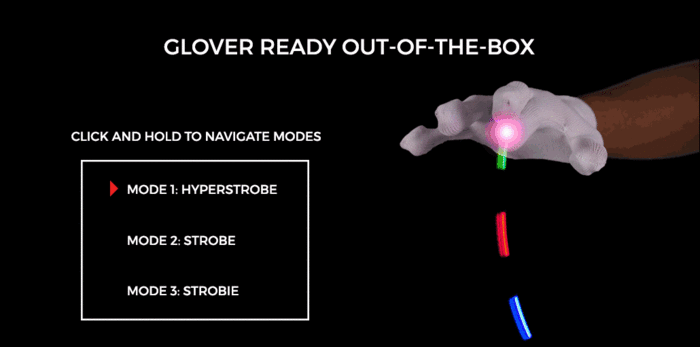 GLOVER READY OUT-OF-THE-BOX
CLICK AND HOLD TO NAVIGATE MODES
MODE 1: HYPERSTROBE
MODE 2: STROBE
MODE 3: STROBIE